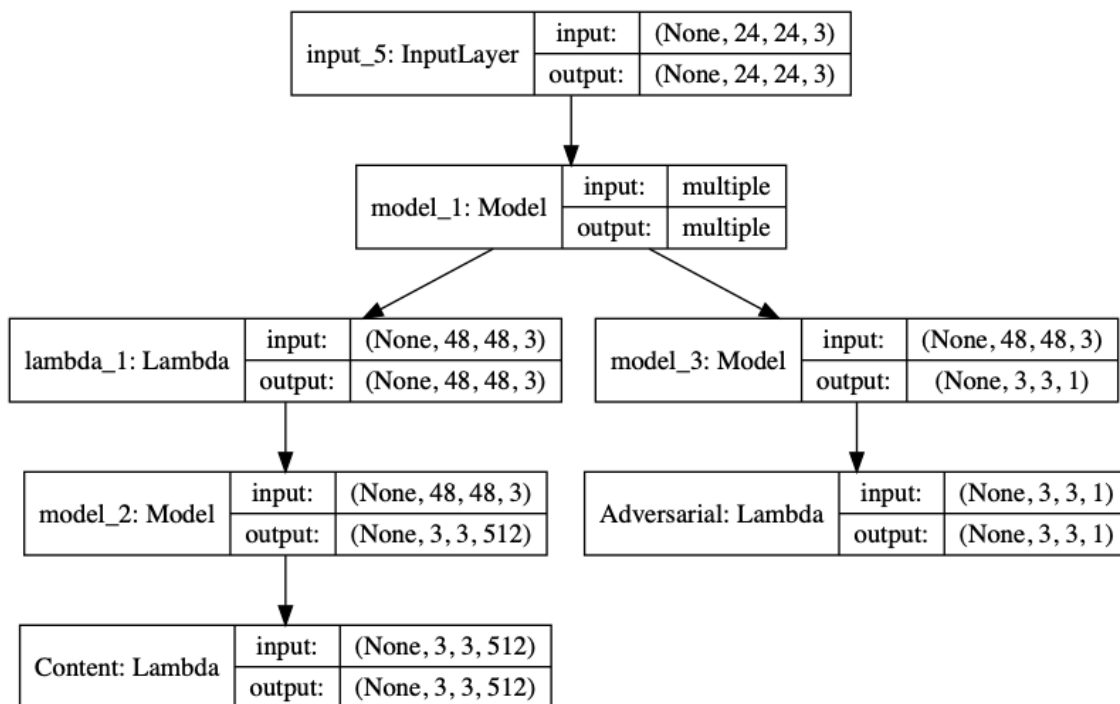 input_5: InputLayer
input: (None, 24, 24, 3)
output: (None, 24, 24, 3)
model_1: Model
input: multiple
output: multiple
lambda_1: Lambda
input: (None, 48, 48, 3)
output: (None, 48, 48, 3)
model_3: Model
input: (None, 48, 48, 3)
output: (None, 3, 3, 1)
model_2: Model
input: (None, 48, 48, 3)
output: (None, 3, 3, 512)
Adversarial: Lambda
input: (None, 3, 3, 1)
output: (None, 3, 3, 1)
Content: Lambda
input: (None, 3, 3, 512)
output: (None, 3, 3, 512)